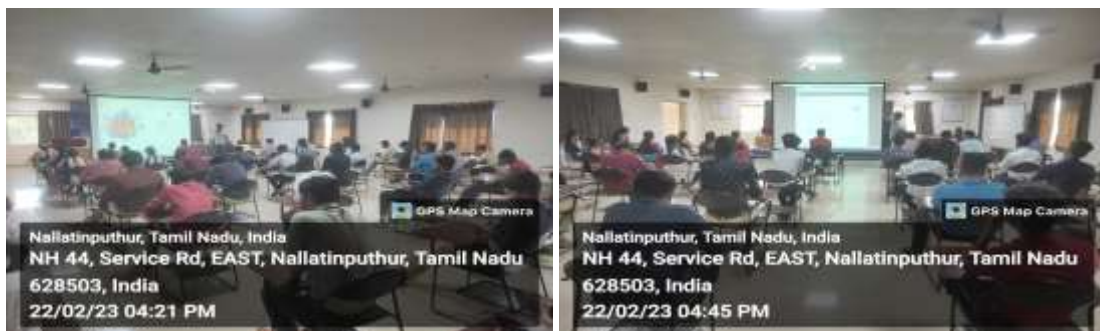 GPS Map Camera
Nallatinputhur, Tamil Nadu, India
NH 44, Service Rd, EAST, Nallatinputhur, Tamil Nadu
628503, India
22/02/23 04:21 PM
GPS Map Camera
Nallatinputhur, Tamil Nadu, India
NH 44, Service Rd, EAST, Nallatinputhur, Tamil Nadu
628503, India
22/02/23 04:45 PM